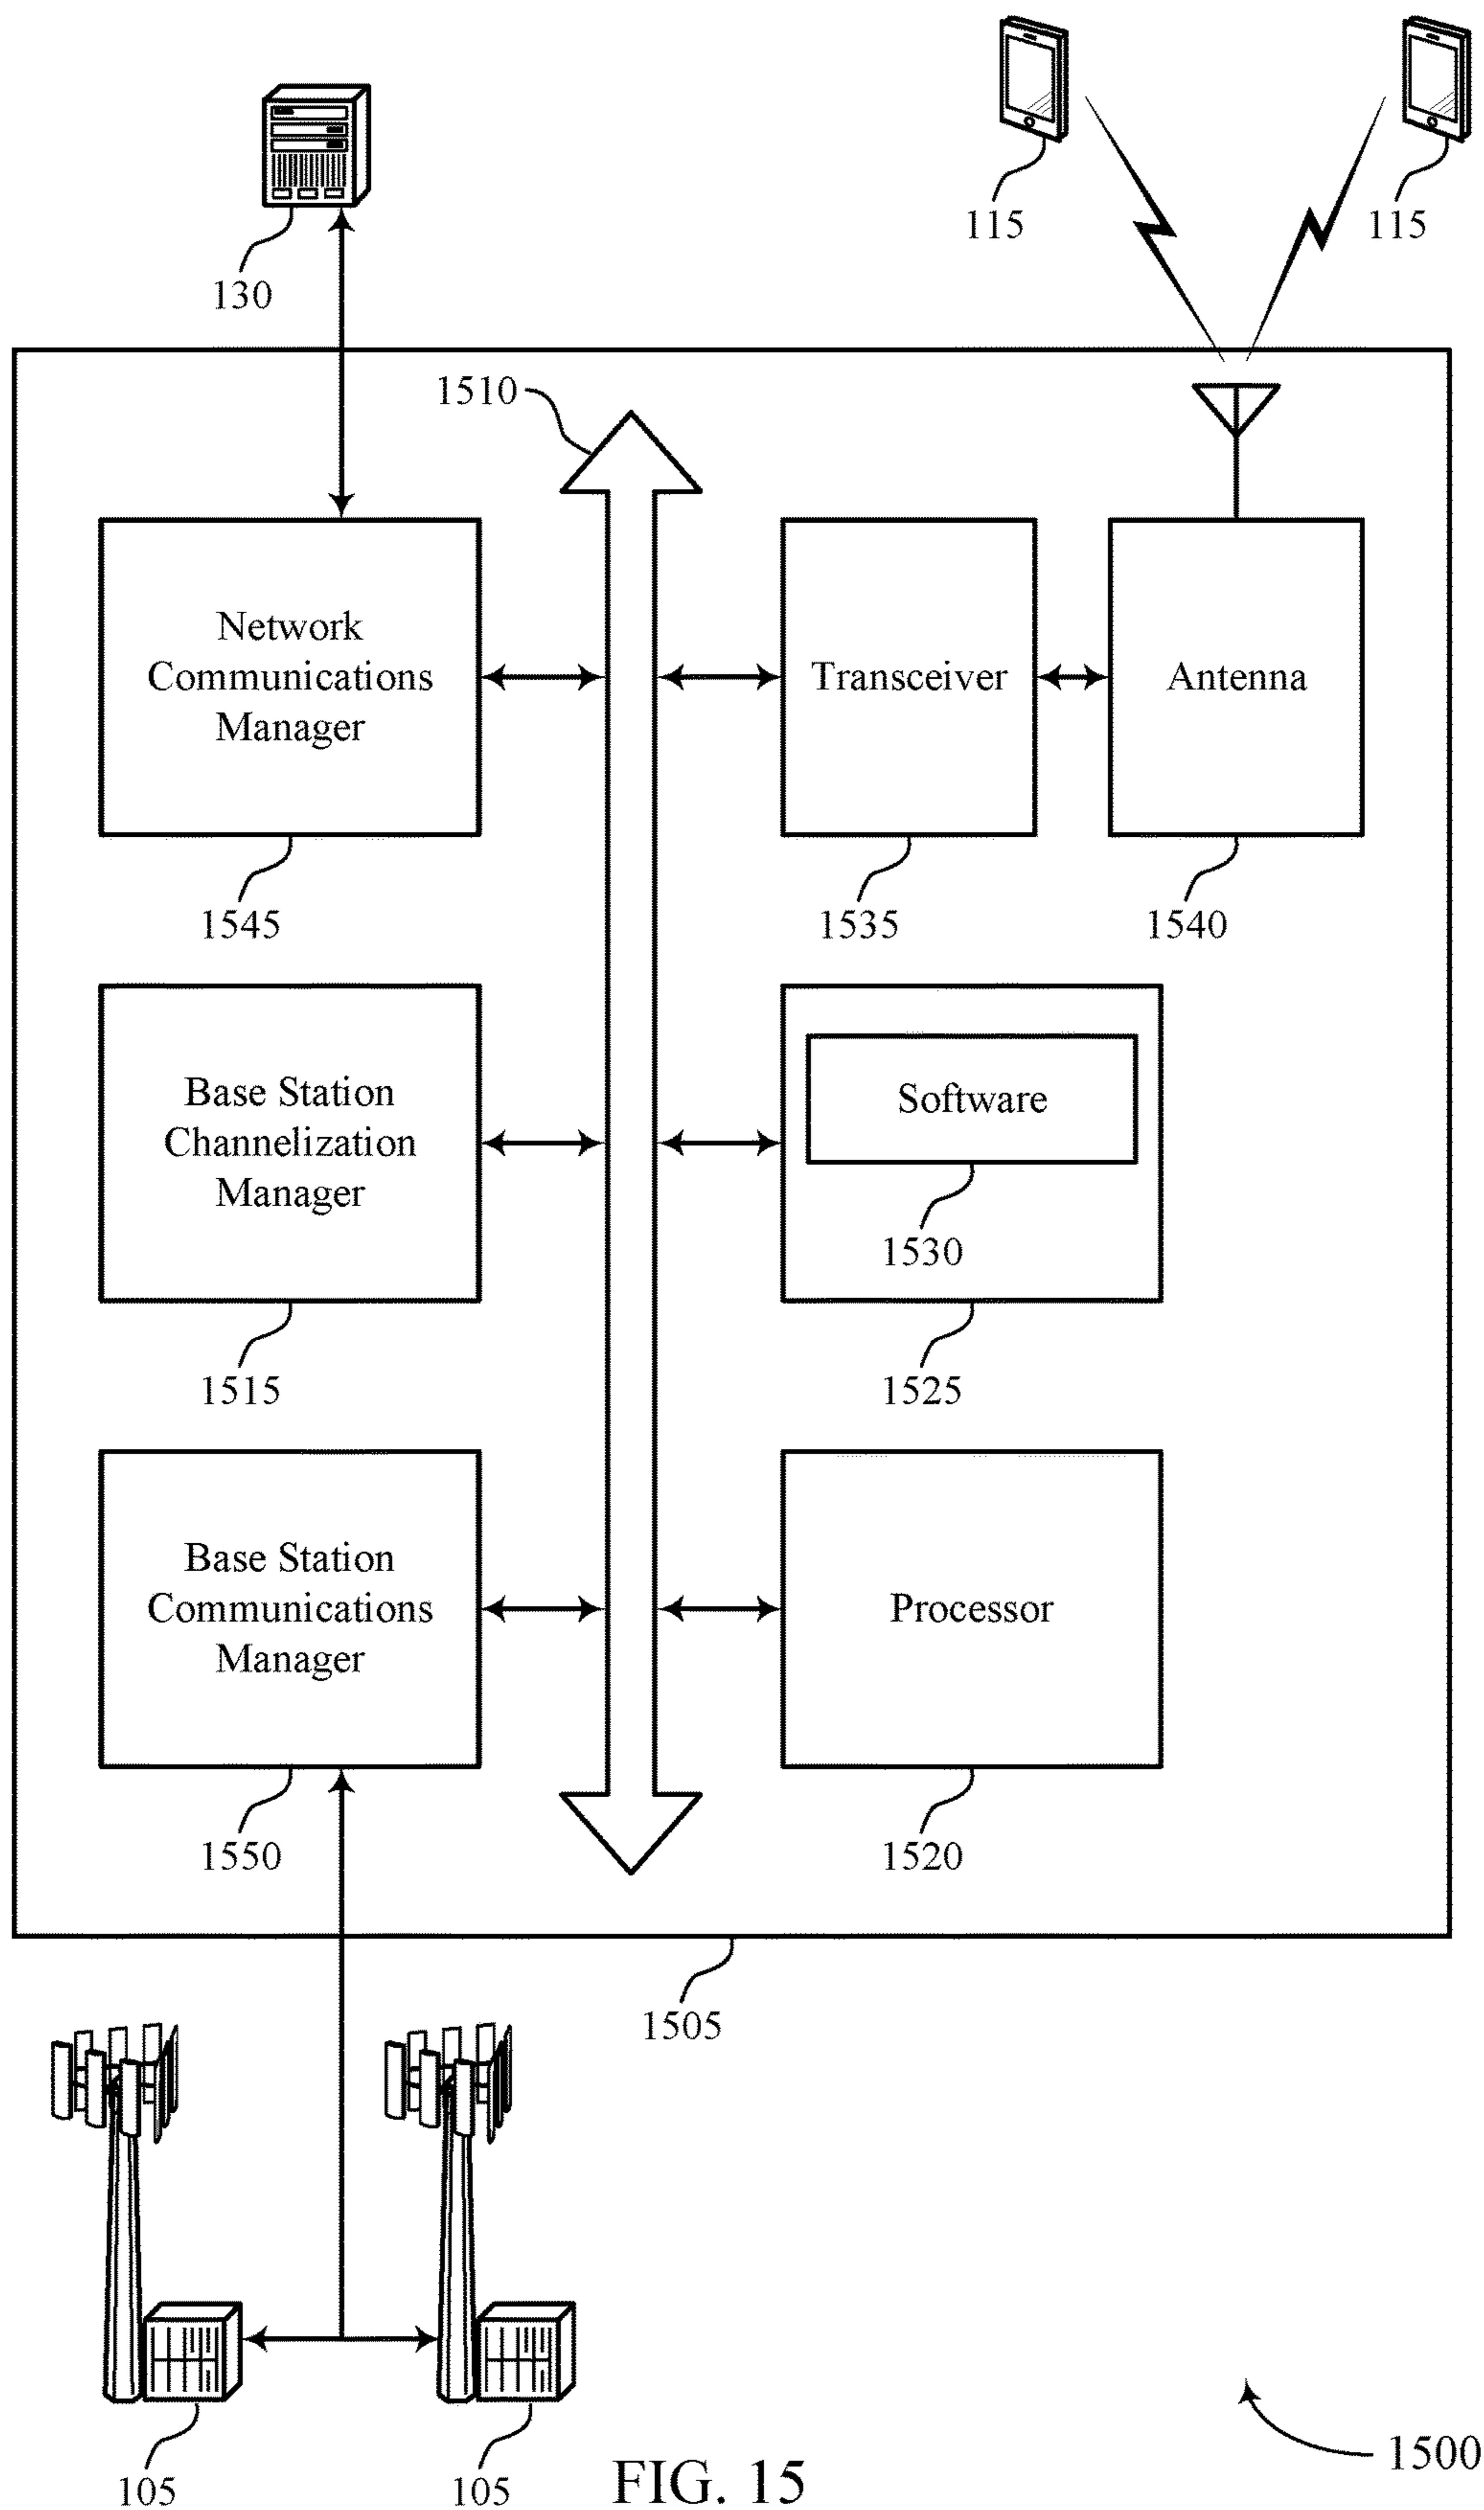 115
115
130
1510
Network
Communications
Manager
Transceiver
Antenna
1545
1535
1540
Base Station
Channelization
Manager
Software
1530
1515
1525
Base Station
Communications
Manager
Processor
1550
1520
1505
105
105
FIG. 15
1500